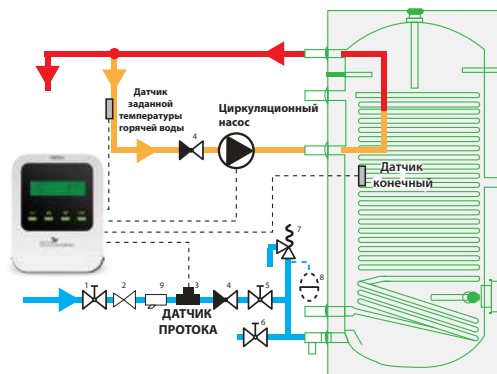 Датчик
заданной
температуры
горячей воды
Циркуляционный
насос
4
Датчик
конечный
7
8
1
2
9
3
4
5
ДАТЧИК
ПРОТОКА
6